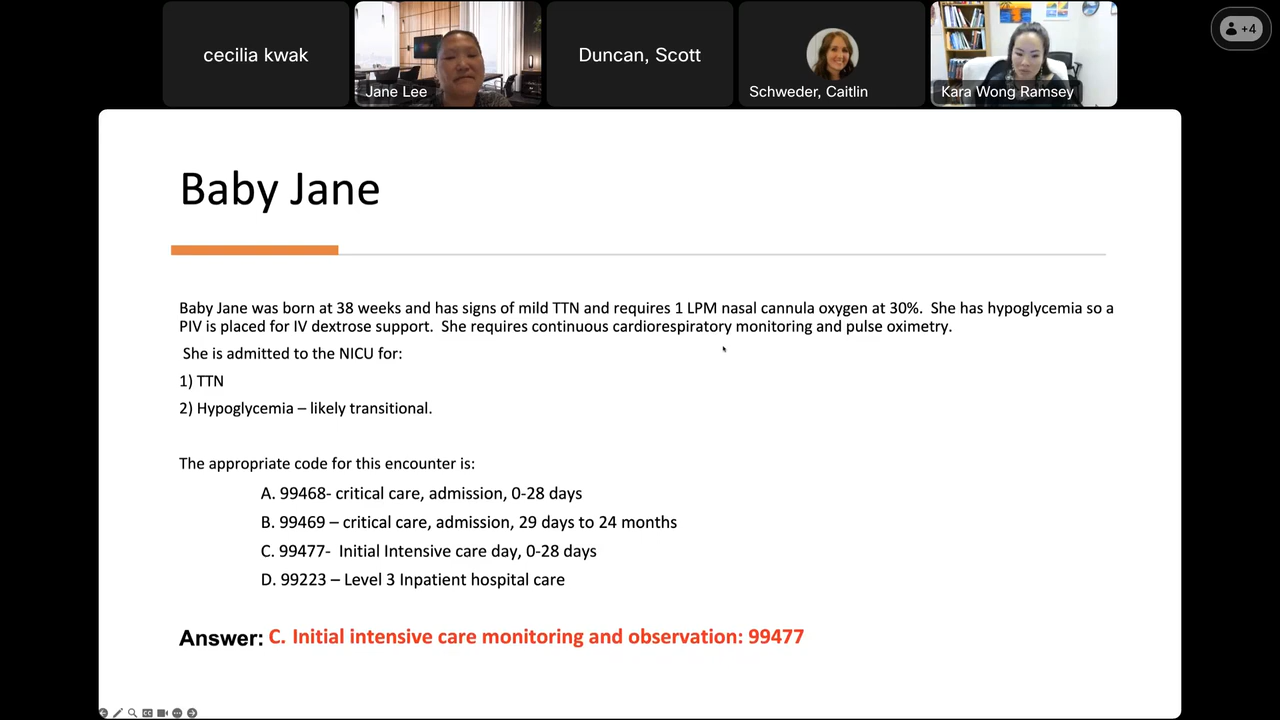 cecilia kwak
Jane Lee
Duncan, Scott
Schweder, Caitlin
Kara Wong Ramsey
+4
Baby Jane
Baby Jane was born at 38 weeks and has signs of mild TTN and requires 1 LPM nasal cannula oxygen at 30%.  She has hypoglycemia so a
PIV is placed for IV dextrose support.  She requires continuous cardiorespiratory monitoring and pulse oximetry.
She is admitted to the NICU for:
1) TTN
2) Hypoglycemia – likely transitional.
The appropriate code for this encounter is:
A. 99468- critical care, admission, 0-28 days
B. 99469 – critical care, admission, 29 days to 24 months
C. 99477-  Initial Intensive care day, 0-28 days
D. 99223 – Level 3 Inpatient hospital care
Answer: C. Initial intensive care monitoring and observation: 99477